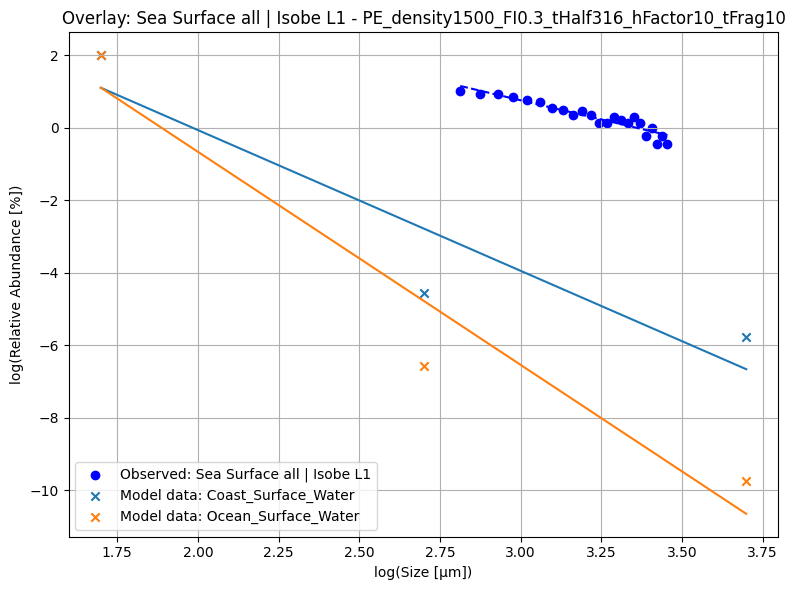 Overlay: Sea Surface all | Isobe L1 - PE_density1500_FI0.3_tHalf316_hFactor10_tFrag10
log(Relative Abundance [%])
2
0
−2
−4
−6
−8
−10
Observed: Sea Surface all | Isobe L1
Model data: Coast_Surface_Water
Model data: Ocean_Surface_Water
1.75 2.00 2.25 2.50 2.75 3.00 3.25 3.50 3.75
log(Size [μm])